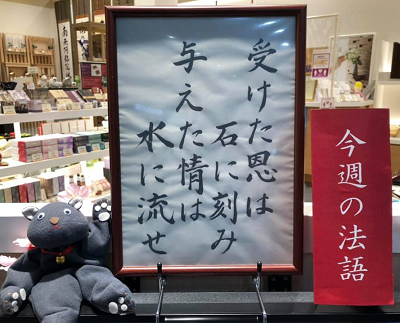 受けた恩は
石に刻み
与えた情は
水に流せ
今週の法語